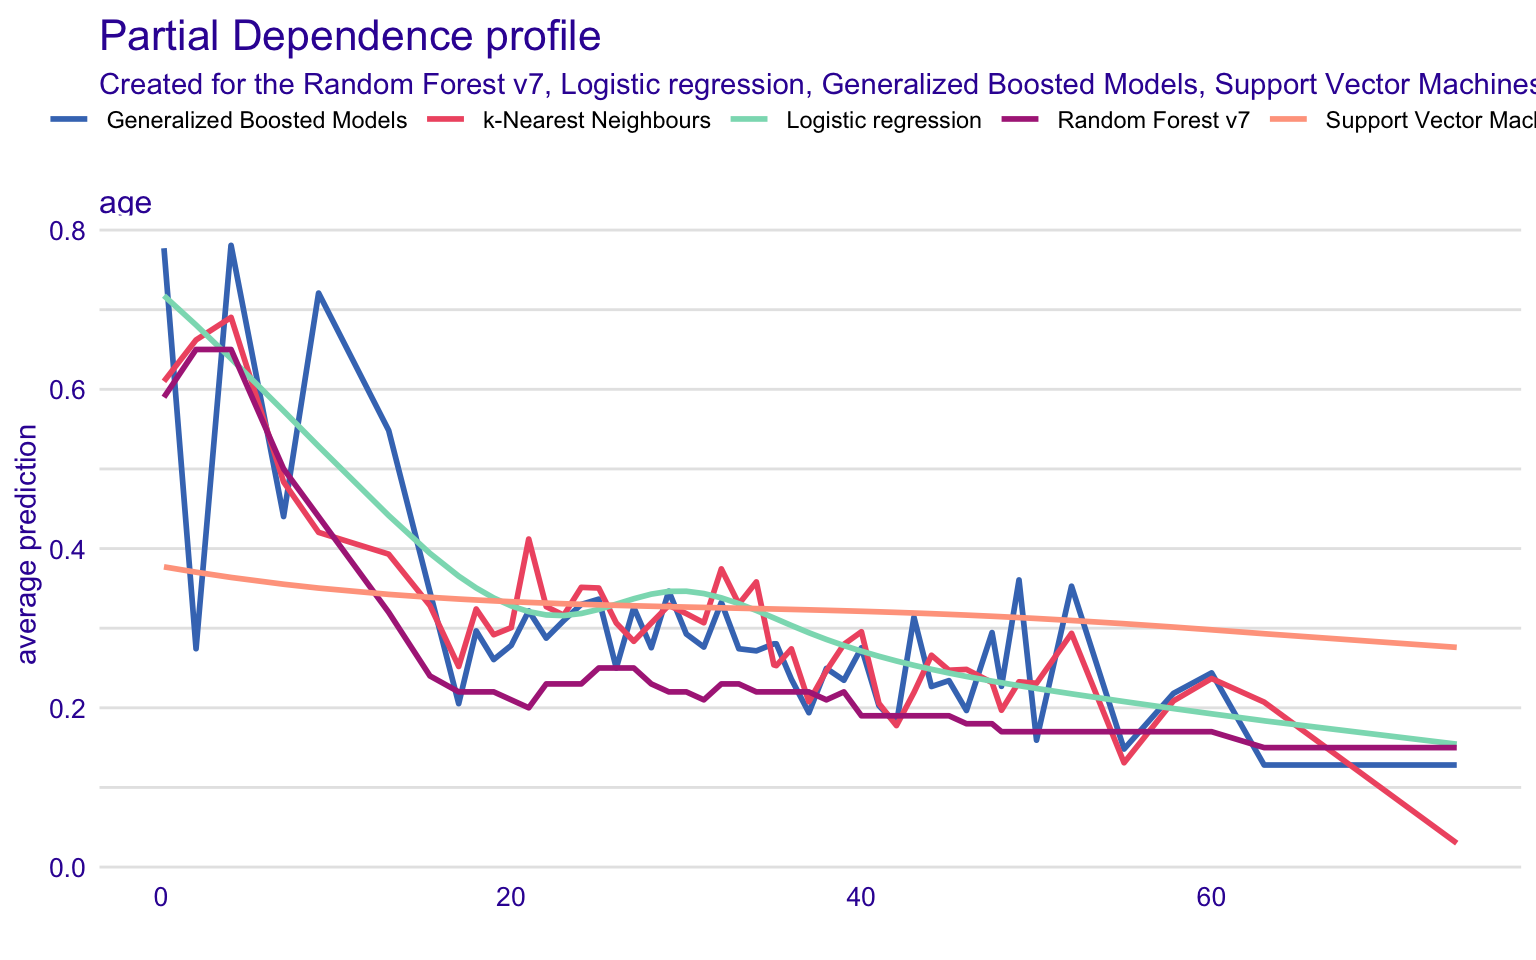 Partial Dependence profile
Created for the Random Forest v7, Logistic regression, Generalized Boosted Models, Support Vector Machines
Generalized Boosted Models k-Nearest Neighbours Logistic regression Random Forest v7 Support Vector
age
0.8
0.6
0.4
0.2
0.0
average prediction
0 20 40 60